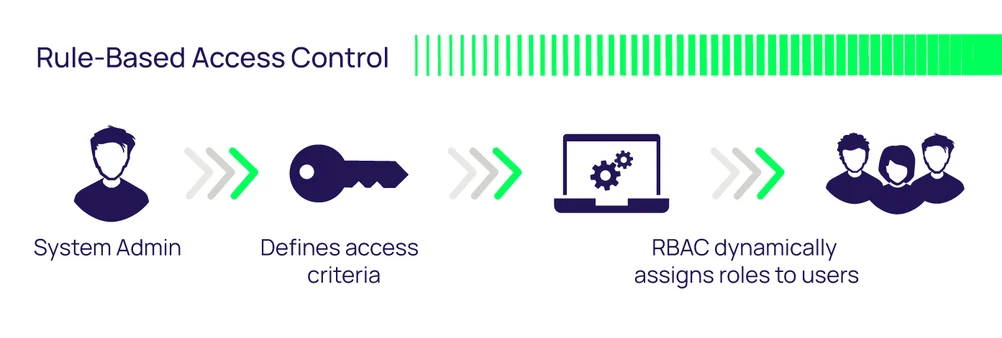 Rule-Based Access Control
System Admin
Defines access
criteria
RBAC dynamically
assigns roles to users